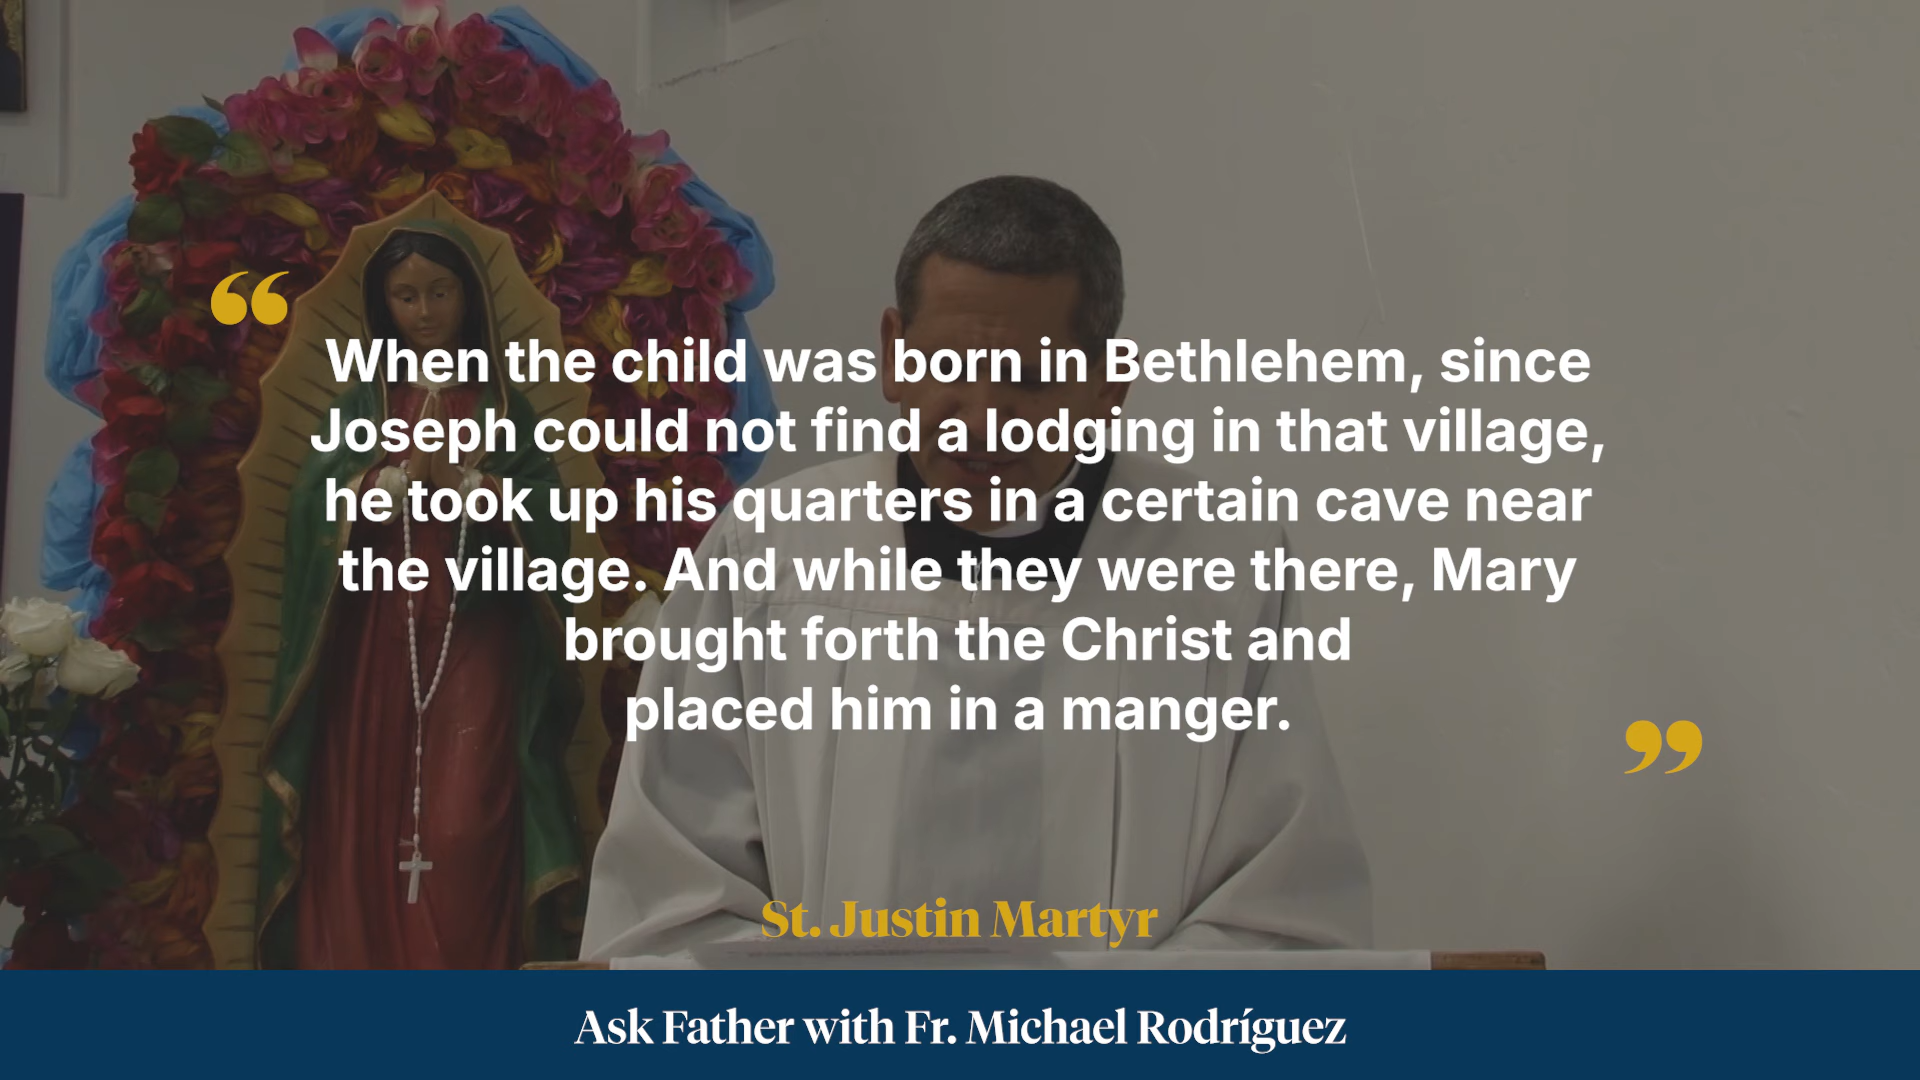 “
When the child was born in Bethlehem, since
Joseph could not find a lodging in that village,
he took up his quarters in a certain cave near
the village. And while they were there, Mary
brought forth the Christ and
placed him in a manger.
”
St. Justin Martyr
Ask Father with Fr. Michael Rodríguez